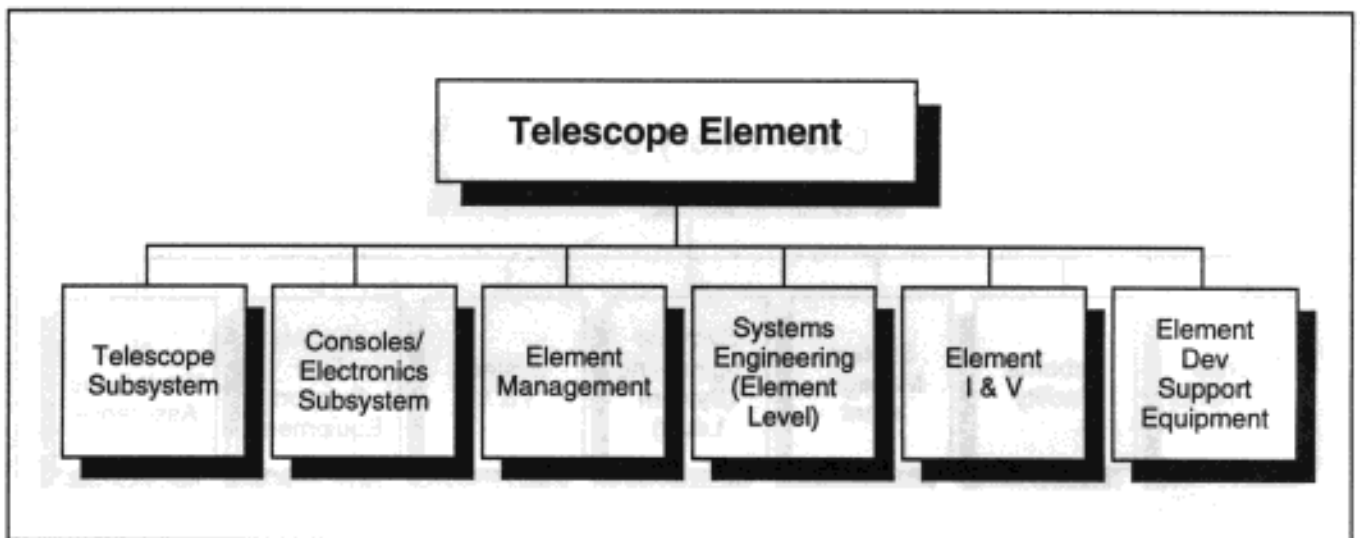 Telescope Element
Telescope
Subsystem
Consoles/
Electronics
Subsystem
Element
Management
Systems
Engineering
(Element
Level)
Element
I & V
Element
Dev
Support
Equipment